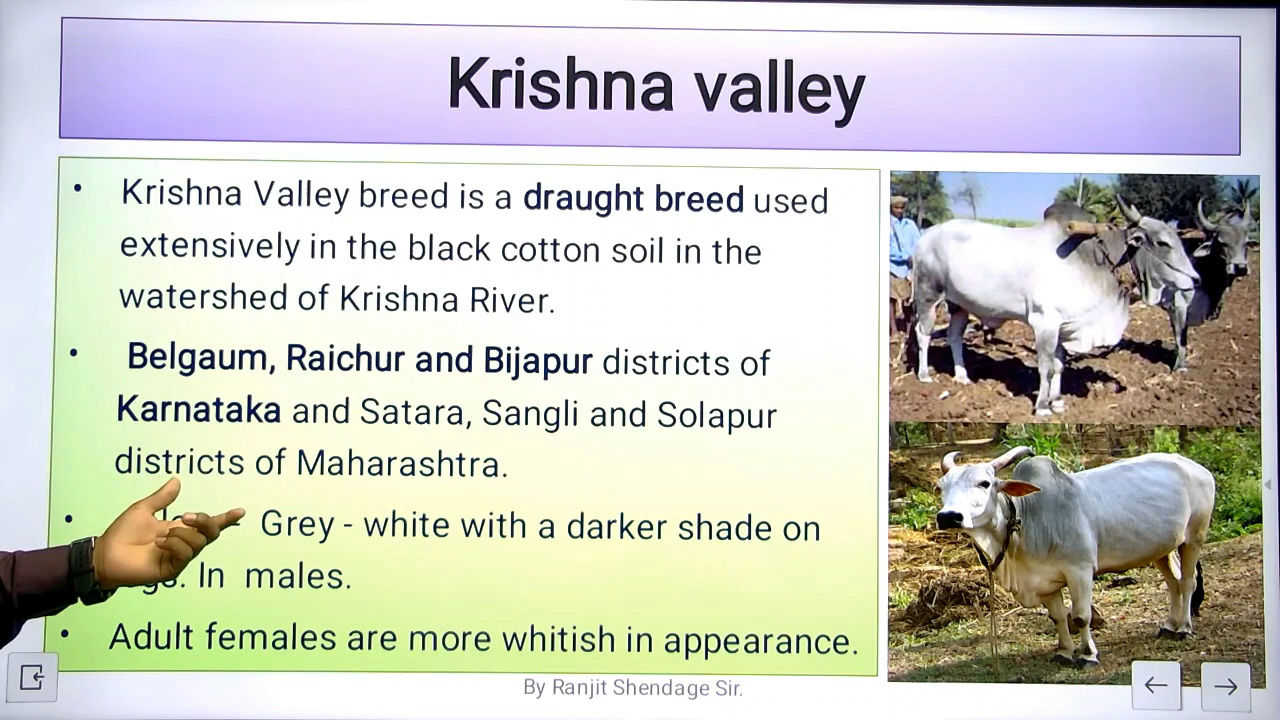 Krishna valley
• Krishna Valley breed is a draught breed used
extensively in the black cotton soil in the
watershed of Krishna River.
• Belgaum, Raichur and Bijapur districts of
Karnataka and Satara, Sangli and Solapur
districts of Maharashtra.
• - Grey - white with a darker shade on
In males.
• Adult females are more whitish in appearance.
By Ranjit Shendage Sir.